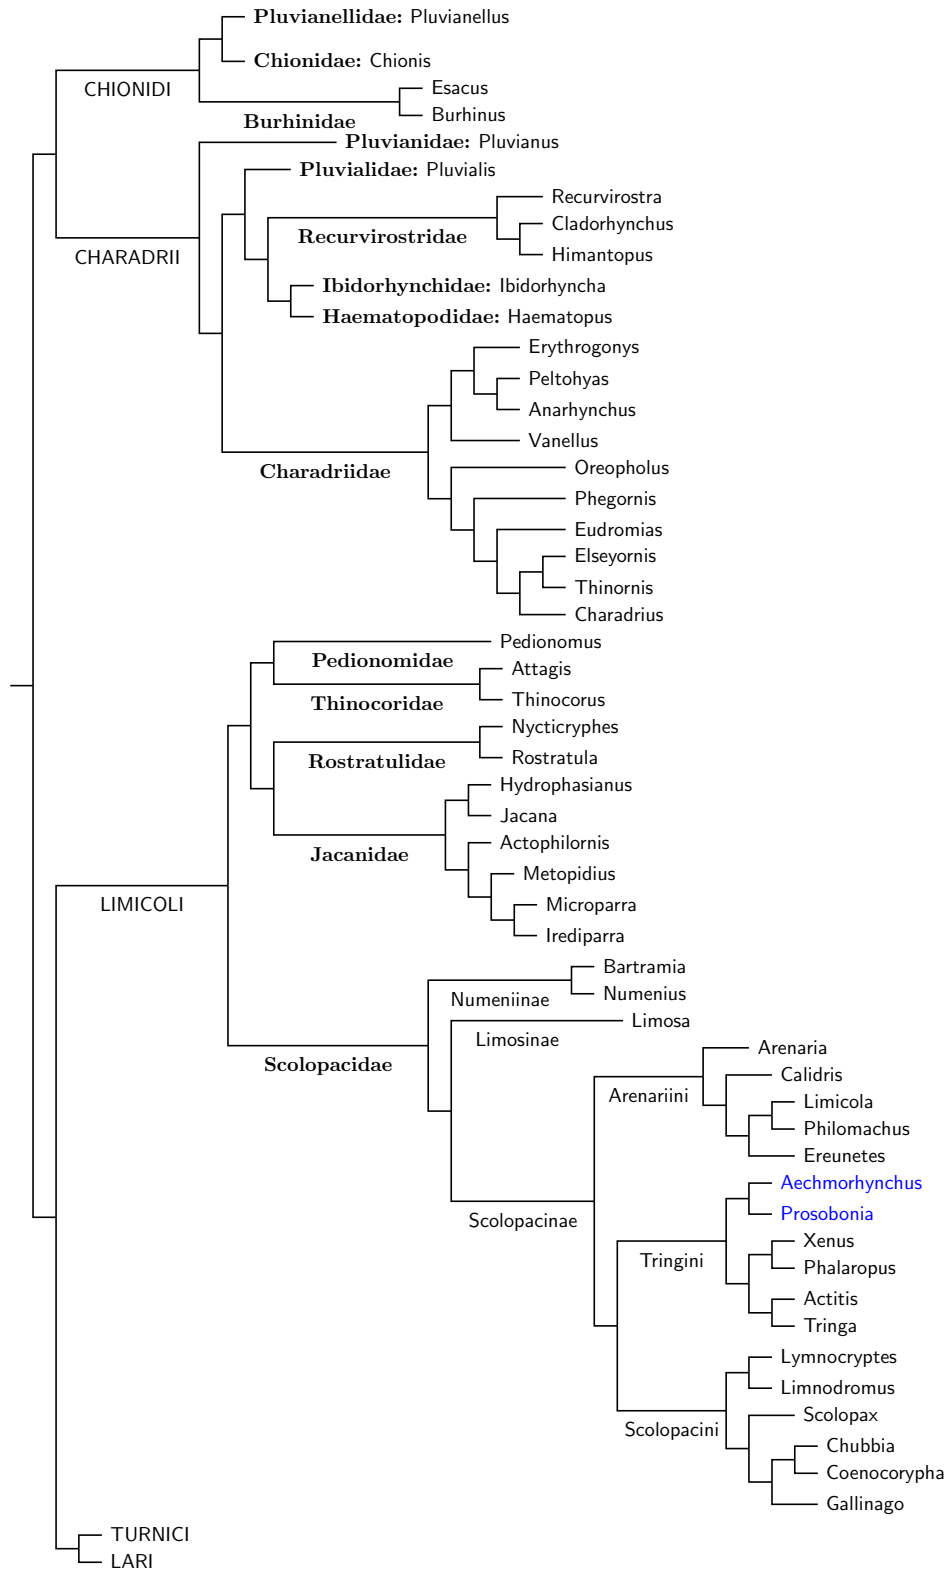 Pluvianellidae: Pluvianellus
Chionidae: Chionis
CHIONIDI
Esacus
Burhinus
Burhinidae
Pluvianidae: Pluvianus
Pluvialidae: Pluvialis
Recurvirostra
Cladorhynchus
Recurvirostridae
Himantopus
CHARADRII
Ibidorhynchidae: Ibidorhyncha
Haematopodidae: Haematopus
Erythrogonys
Peltohyas
Anarhynchus
Vanellus
Charadriidae
Oreopholus
Phegornis
Eudromias
Elseyornis
Thinornis
Charadrius
Pedionomus
Pedionomidae
Attagis
Thinocorus
Thinocoridae
Nycticryphes
Rostratula
Rostratulidae
Hydrophasianus
Jacana
Actophilornis
Jacanidae
Metopidius
Microparra
LIMICOLI
Irediparra
Bartramia
Numenius
Numeniinae
Limosa
Limosinae
Arenaria
Scolopacidae
Calidris
Arenariini
Limicola
Philomachus
Ereunetes
Aechmorhynchus
Prosobonia
Scolopacinae
Xenus
Tringini
Phalaropus
Actitis
Tringa
Lymnocryptes
Limnodromus
Scolopax
Scolopacini
Chubbia
Coenocorypha
Gallinago
TURNICI
LARI